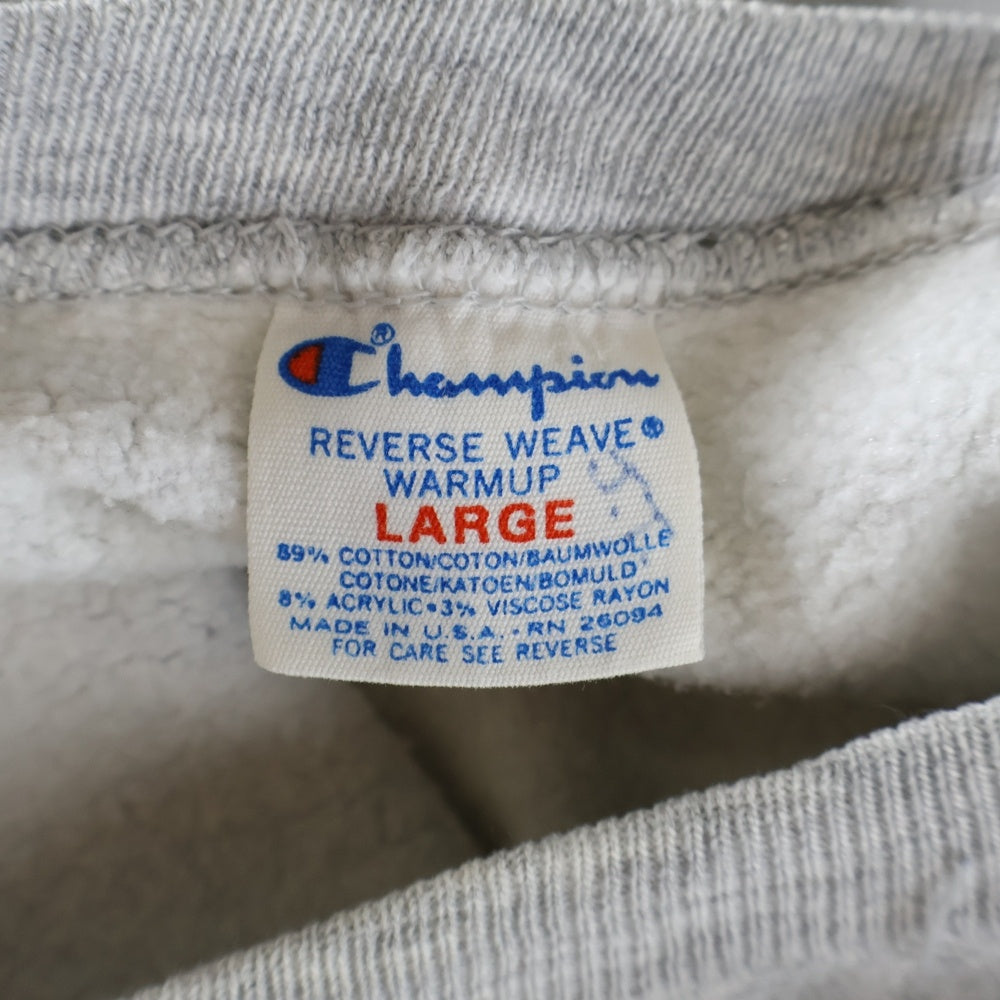 Champion®
REVERSE WEAVE®
WARMUP
LARGE
89% COTTON/COTON/BAUMWOLLE
COTONE/KATOEN/BOMULD
8% ACRYLIC • 3% VISCOSE RAYON
MADE IN U.S.A. • RN 26094
FOR CARE SEE REVERSE